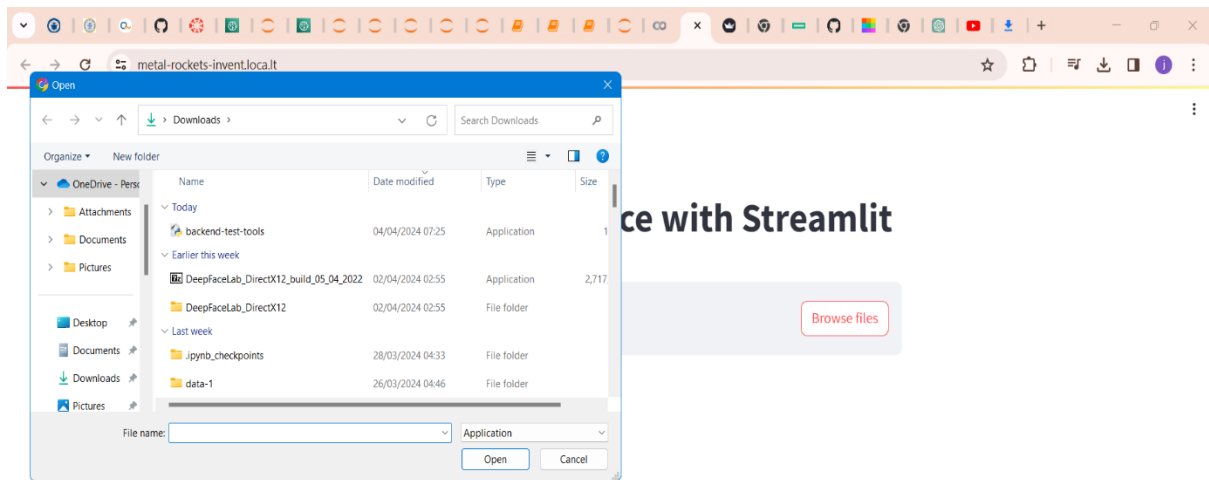 metal-rockets-invent.loca.lt
Open
Downloads
Search Downloads
Organize
New folder
OneDrive - Perso
Attachments
Documents
Pictures
Desktop
Documents
Downloads
Pictures
Name Date modified Type Size
Today
backend-test-tools 04/04/2024 07:25 Application 1
Earlier this week
DeepFaceLab_DirectX12_build_05_04_2022 02/04/2024 02:55 Application 2,717
DeepFaceLab_DirectX12 02/04/2024 02:55 File folder
Last week
.ipynb_checkpoints 28/03/2024 04:33 File folder
data-1 26/03/2024 04:46 File folder
File name:
Application
Open Cancel
ce with Streamlit
Browse files